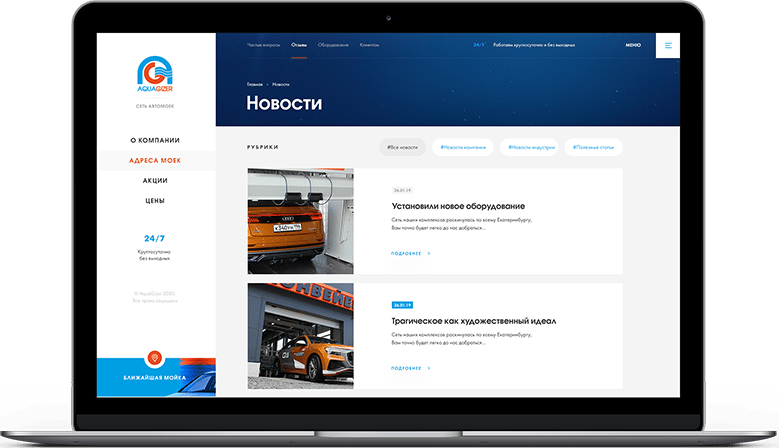 AQUAGIZER
СЕТЬ АВТОМОЕК
О КОМПАНИИ
АДРЕСА МОЕК
АКЦИИ
ЦЕНЫ
24/7
Круглосуточно
без выходных
© AquaGizer 2020
Все права защищены
БЛИЖАЙШАЯ МОЙКА
Частые вопросы Отзывы Оборудование Клиентам
24/7 Работаем круглосуточно и без выходных
МЕНЮ
Главная - Новости
Новости
РУБРИКИ
#Все новости #Новости компании #Новости индустрии #Полезные статьи
26.01.19
Установили новое оборудование
Сеть наших комплексов раскинулась по всему Екатеринбургу,
Вам точно будет легко до нас добраться...
ПОДРОБНЕЕ
26.01.19
Трагическое как художественный идеал
Сеть наших комплексов раскинулась по всему Екатеринбургу,
Вам точно будет легко до нас добраться...
ПОДРОБНЕЕ